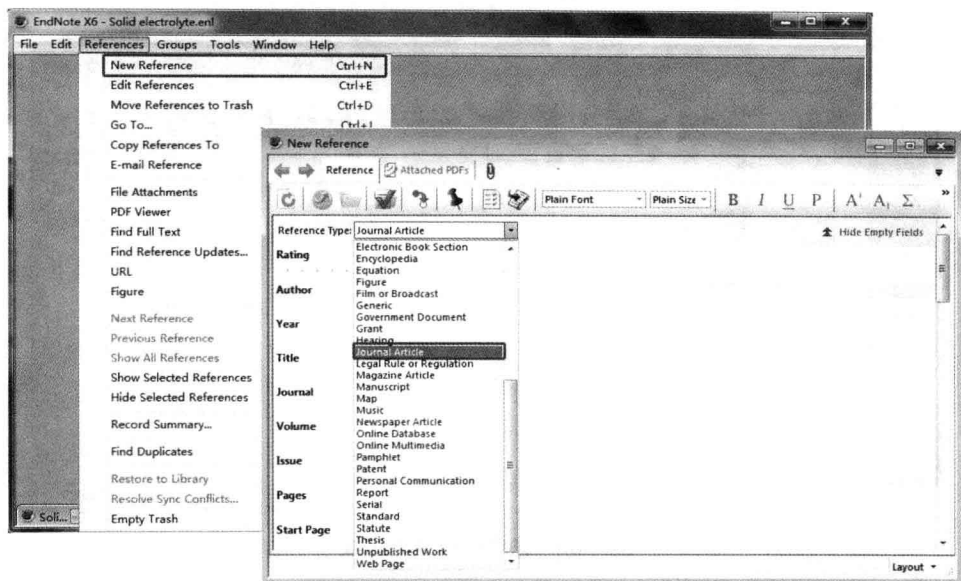 EndNote X6 - Solid electrolyte.enl
File Edit References Groups Tools Window Help
New Reference Ctrl+N
Edit References Ctrl+E
Move References to Trash Ctrl+D
Go To... Ctrl+J
Copy References To
E-mail Reference
File Attachments
PDF Viewer
Find Full Text
Find Reference Updates...
URL
Figure
Next Reference
Previous Reference
Show All References
Show Selected References
Hide Selected References
Record Summary...
Find Duplicates
Restore to Library
Resolve Sync Conflicts...
Empty Trash
Soli...
New Reference
Reference Attached PDFs
Plain Font Plain Size B I U P A¹ A₁ Σ »
Reference Type: Journal Article
Hide Empty Fields
Rating
Author
Year
Title
Journal
Volume
Issue
Pages
Start Page
Electronic Book Section
Encyclopedia
Equation
Figure
Film or Broadcast
Generic
Government Document
Grant
Hearing
Journal Article
Legal Rule or Regulation
Magazine Article
Manuscript
Map
Music
Newspaper Article
Online Database
Online Multimedia
Pamphlet
Patent
Personal Communication
Report
Serial
Standard
Statute
Thesis
Unpublished Work
Web Page
Layout